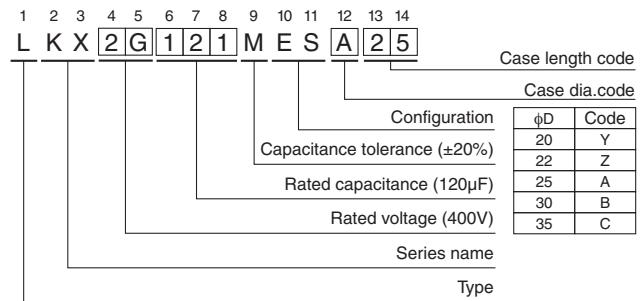 1 2 3 4 5 6 7 8 9 10 11 12 13 14
L K X 2 G 1 2 1 M E S A 2 5
Case length code
Case dia.code
Configuration
Capacitance tolerance (±20%)
Rated capacitance (120µF)
Rated voltage (400V)
Series name
Type
ϕD Code
20 Y
22 Z
25 A
30 B
35 C